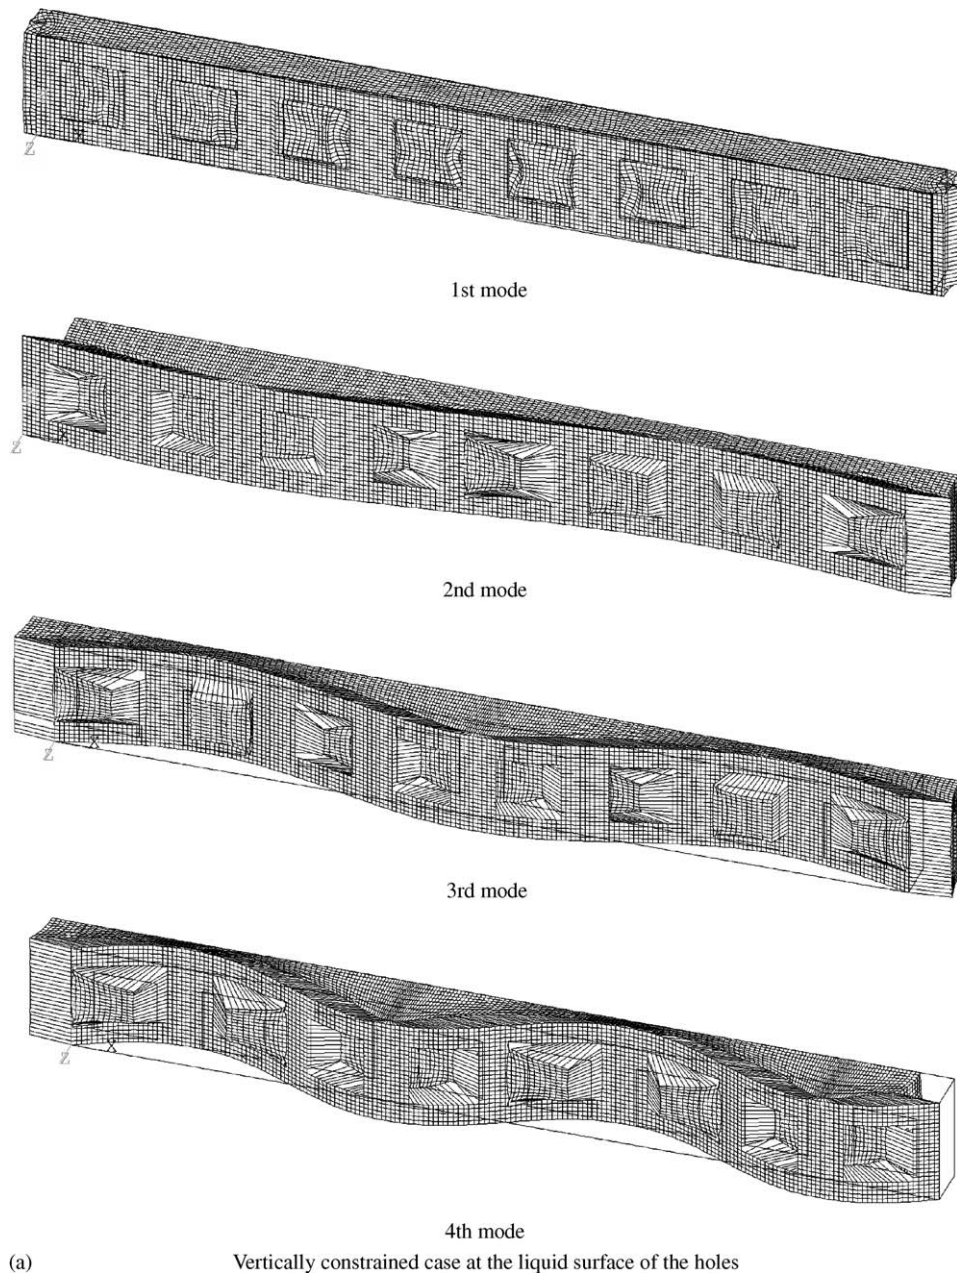 Z
1st mode
Z
X
2nd mode
Z
X
3rd mode
Z
X
4th mode
(a) Vertically constrained case at the liquid surface of the holes